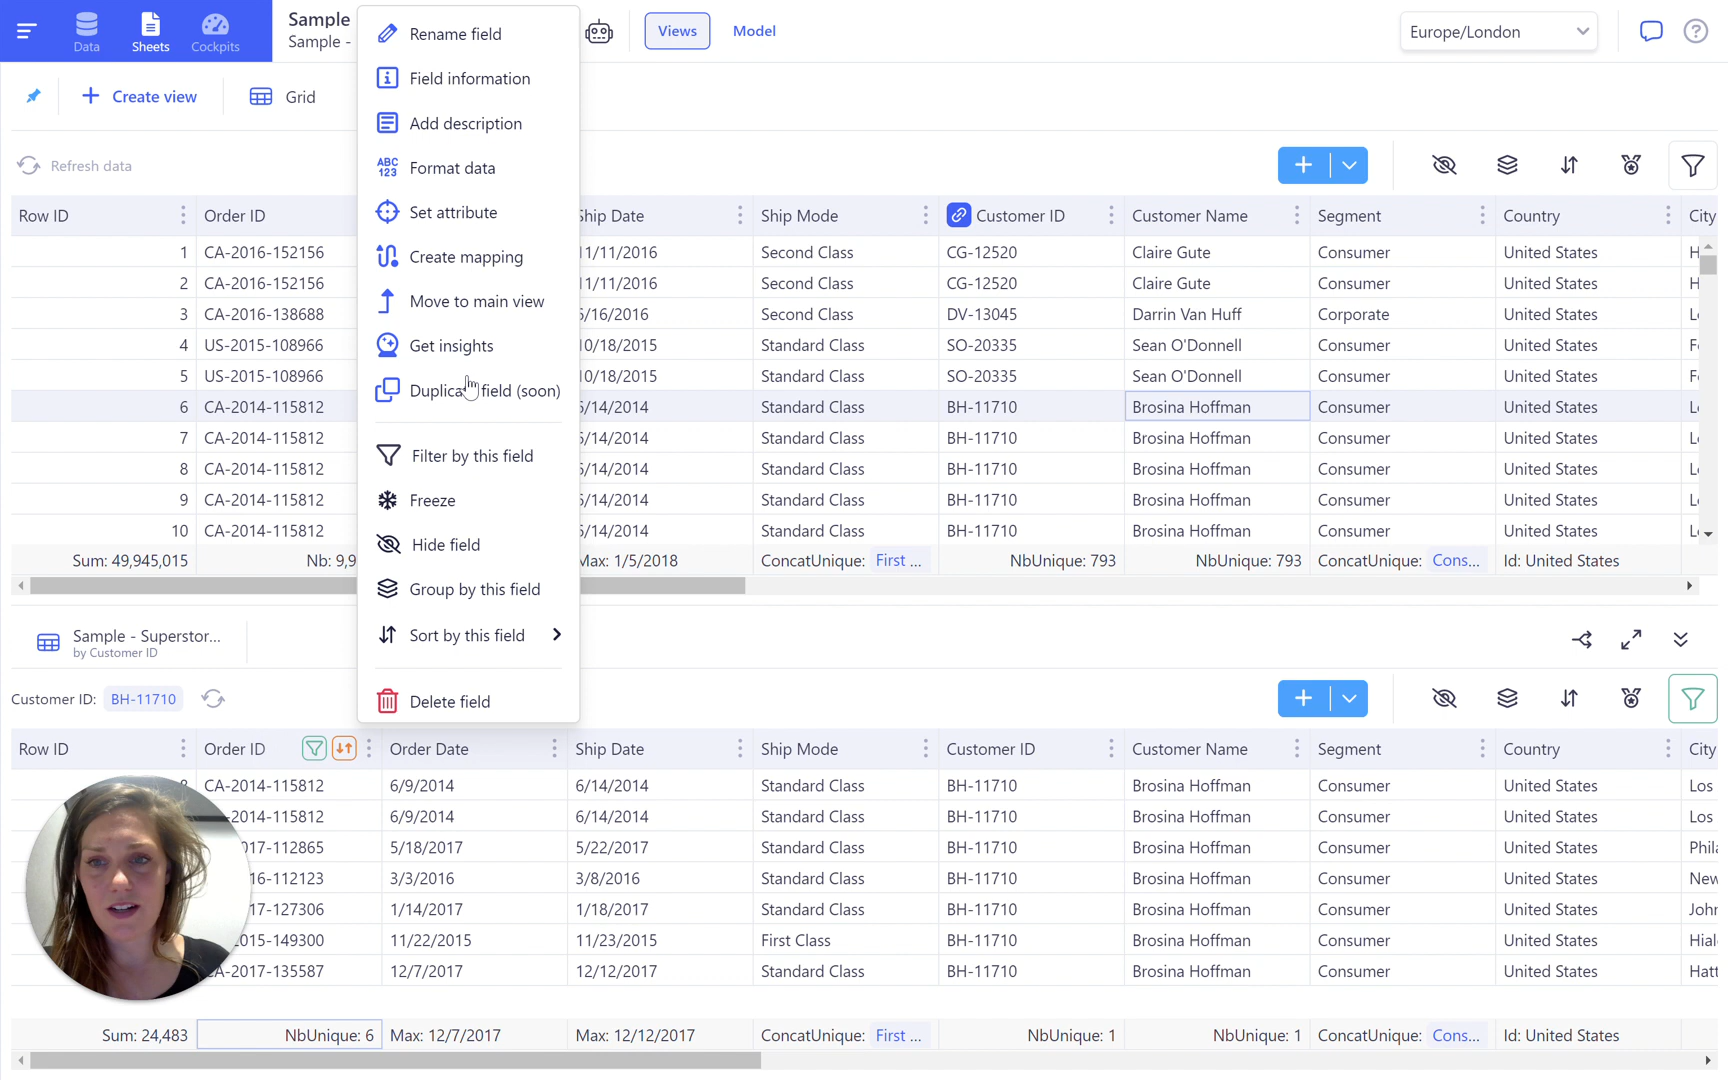 Data
Sheets
Cockpits
Sample
Sample -
Views
Model
Europe/London
Create view
Grid
Refresh data
Rename field
Field information
Add description
ABC
123
Format data
Set attribute
Create mapping
Move to main view
Get insights
field (soon)
Filter by this field
Freeze
Hide field
Group by this field
Sort by this field
Delete field
Row ID Order ID Ship Date Ship Mode Customer ID Customer Name Segment Country City
1 CA-2016-152156 11/11/2016 Second Class CG-12520 Claire Gute Consumer United States
2 CA-2016-152156 11/11/2016 Second Class CG-12520 Claire Gute Consumer United States
3 CA-2016-138688 6/16/2016 Second Class DV-13045 Darrin Van Huff Corporate United States
4 US-2015-108966 10/18/2015 Standard Class SO-20335 Sean O'Donnell Consumer United States
5 US-2015-108966 10/18/2015 Standard Class SO-20335 Sean O'Donnell Consumer United States
6 CA-2014-115812 6/14/2014 Standard Class BH-11710 Brosina Hoffman Consumer United States
7 CA-2014-115812 6/14/2014 Standard Class BH-11710 Brosina Hoffman Consumer United States
8 CA-2014-115812 6/14/2014 Standard Class BH-11710 Brosina Hoffman Consumer United States
9 CA-2014-115812 6/14/2014 Standard Class BH-11710 Brosina Hoffman Consumer United States
10 CA-2014-115812 6/14/2014 Standard Class BH-11710 Brosina Hoffman Consumer United States
Sum: 49,945,015 Nb: 9,9 Max: 1/5/2018 ConcatUnique: First ... NbUnique: 793 NbUnique: 793 ConcatUnique: Cons... Id: United States
Sample - Superstor...
by Customer ID
Customer ID: BH-11710
Row ID Order ID Order Date Ship Date Ship Mode Customer ID Customer Name Segment Country City
CA-2014-115812 6/9/2014 6/14/2014 Standard Class BH-11710 Brosina Hoffman Consumer United States Los
-2014-115812 6/9/2014 6/14/2014 Standard Class BH-11710 Brosina Hoffman Consumer United States Los
017-112865 5/18/2017 5/22/2017 Standard Class BH-11710 Brosina Hoffman Consumer United States Phil
16-112123 3/3/2016 3/8/2016 Standard Class BH-11710 Brosina Hoffman Consumer United States New
17-127306 1/14/2017 1/18/2017 Standard Class BH-11710 Brosina Hoffman Consumer United States Johr
2015-149300 11/22/2015 11/23/2015 First Class BH-11710 Brosina Hoffman Consumer United States Hial
CA-2017-135587 12/7/2017 12/12/2017 Standard Class BH-11710 Brosina Hoffman Consumer United States Hatt
Sum: 24,483 NbUnique: 6 Max: 12/7/2017 Max: 12/12/2017 ConcatUnique: First ... NbUnique: 1 NbUnique: 1 ConcatUnique: Cons... Id: United States